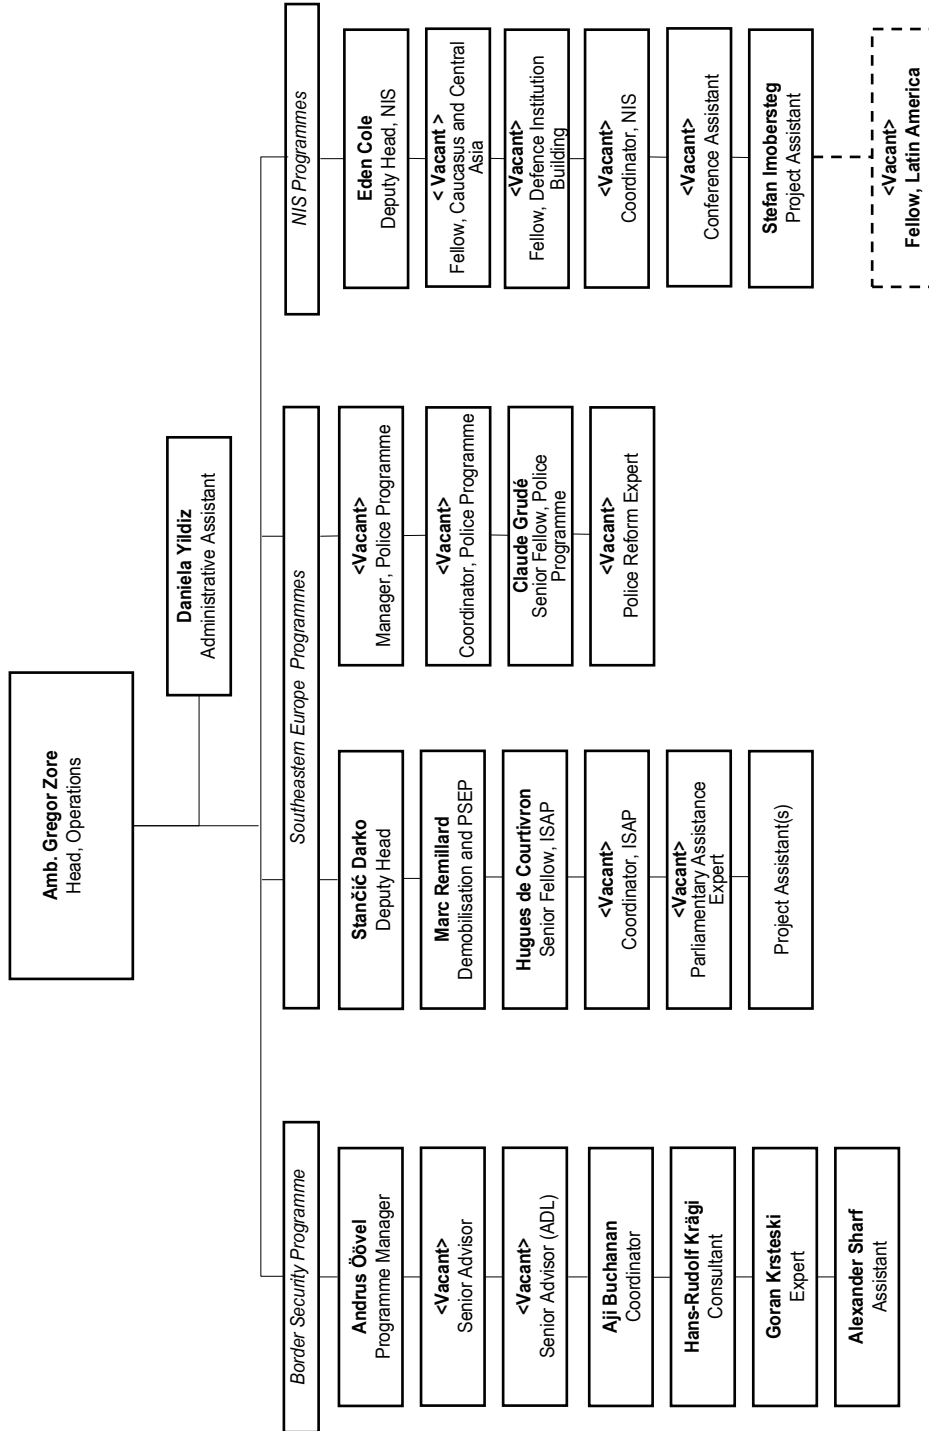 Amb. Gregor Zore
Head, Operations
Daniela Yildiz
Administrative Assistant
Border Security Programme
Andrus Öövel
Programme Manager
<Vacant>
Senior Advisor
<Vacant>
Senior Advisor (ADL)
Aji Buchanan
Coordinator
Hans-Rudolf Krägi
Consultant
Goran Krsteski
Expert
Alexander Sharf
Assistant
Southeastern Europe Programmes
Stančić Darko
Deputy Head
Marc Remillard
Demobilisation and PSEP
Hugues de Courtivron
Senior Fellow, ISAP
<Vacant>
Coordinator, ISAP
<Vacant>
Parliamentary Assistance
Expert
Project Assistant(s)
<Vacant>
Manager, Police Programme
<Vacant>
Coordinator, Police Programme
Claude Grudé
Senior Fellow, Police
Programme
<Vacant>
Police Reform Expert
NIS Programmes
Eden Cole
Deputy Head, NIS
< Vacant >
Fellow, Caucasus and Central
Asia
<Vacant>
Fellow, Defence Institution
Building
<Vacant>
Coordinator, NIS
<Vacant>
Conference Assistant
Stefan Imobersteg
Project Assistant
<Vacant>
Fellow, Latin America